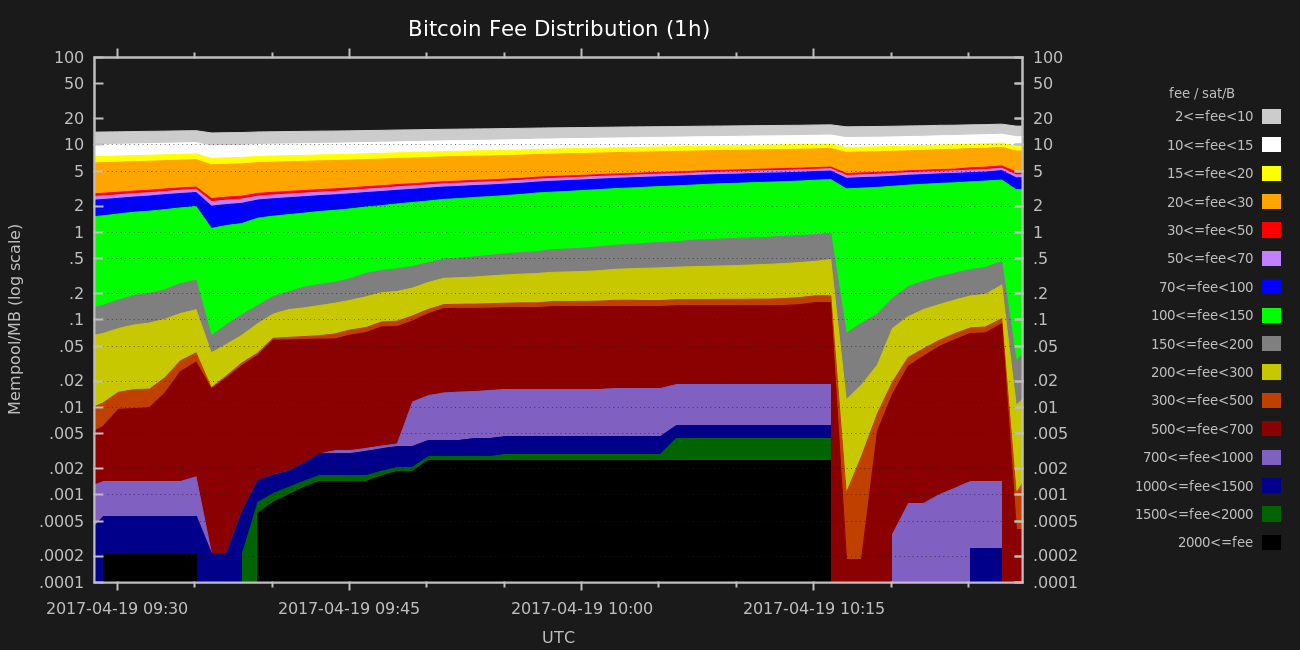 Bitcoin Fee Distribution (1h)
Mempool/MB (log scale)
100
50
20
10
5
2
1
.5
.2
.1
.05
.02
.01
.005
.002
.001
.0005
.0002
.0001
100
50
20
10
5
2
1
.5
.2
.1
.05
.02
.01
.005
.002
.001
.0005
.0002
.0001
2017-04-19 09:30 2017-04-19 09:45 2017-04-19 10:00 2017-04-19 10:15
UTC
fee / sat/B
2<=fee<10
10<=fee<15
15<=fee<20
20<=fee<30
30<=fee<50
50<=fee<70
70<=fee<100
100<=fee<150
150<=fee<200
200<=fee<300
300<=fee<500
500<=fee<700
700<=fee<1000
1000<=fee<1500
1500<=fee<2000
2000<=fee